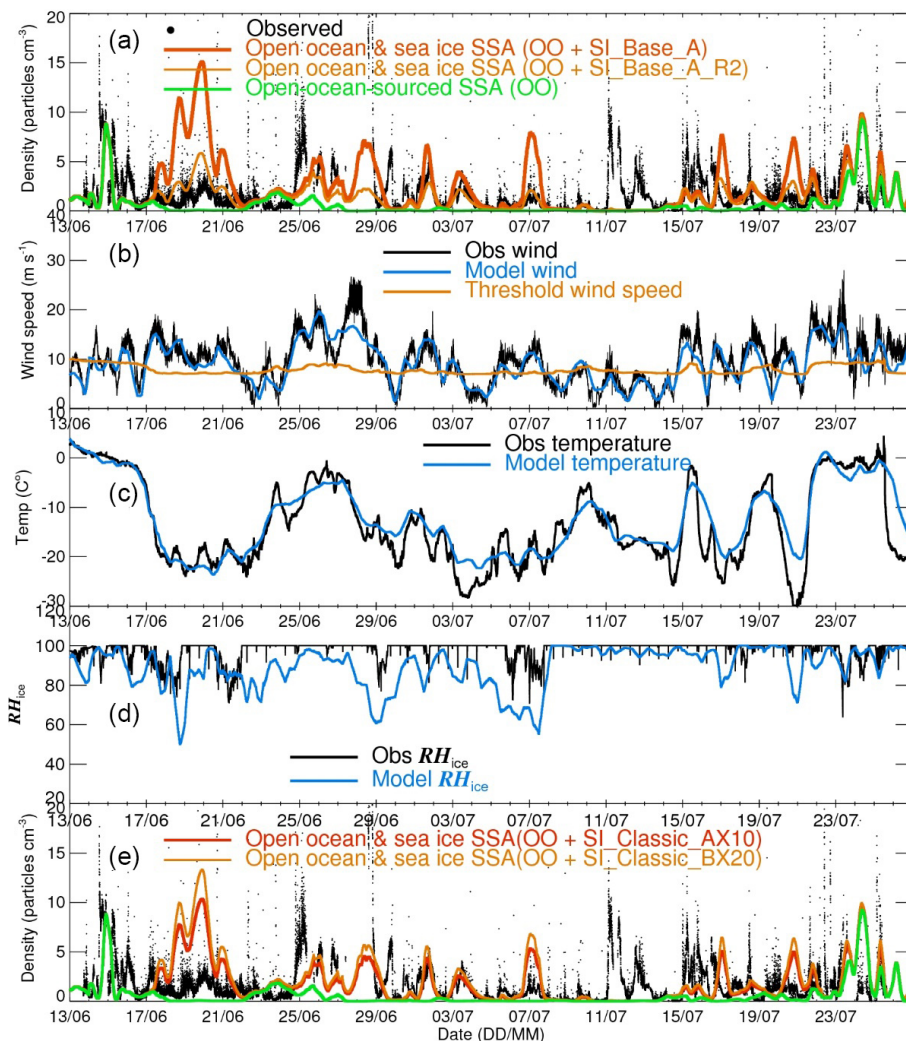 (a)
Observed
Open ocean & sea ice SSA (OO + SI_Base_A)
Open ocean & sea ice SSA (OO + SI_Base_A_R2)
Open-ocean-sourced SSA (OO)
Density (particles cm-3)
20
15
10
5
0
13/06 17/06 21/06 25/06 29/06 03/07 07/07 11/07 15/07 19/07 23/07
(b)
Obs wind
Model wind
Threshold wind speed
Wind speed (m s-1)
40
30
20
10
0
13/06 17/06 21/06 25/06 29/06 03/07 07/07 11/07 15/07 19/07 23/07
(c)
Obs temperature
Model temperature
Temp (C°)
10
0
-10
-20
-30
13/06 17/06 21/06 25/06 29/06 03/07 07/07 11/07 15/07 19/07 23/07
(d)
Obs RHice
Model RHice
RHice
120
100
80
60
40
20
13/06 17/06 21/06 25/06 29/06 03/07 07/07 11/07 15/07 19/07 23/07
(e)
Open ocean & sea ice SSA(OO + SI_Classic_AX10)
Open ocean & sea ice SSA(OO + SI_Classic_BX20)
Density (particles cm-3)
20
15
10
5
0
13/06 17/06 21/06 25/06 29/06 03/07 07/07 11/07 15/07 19/07 23/07
Date (DD/MM)